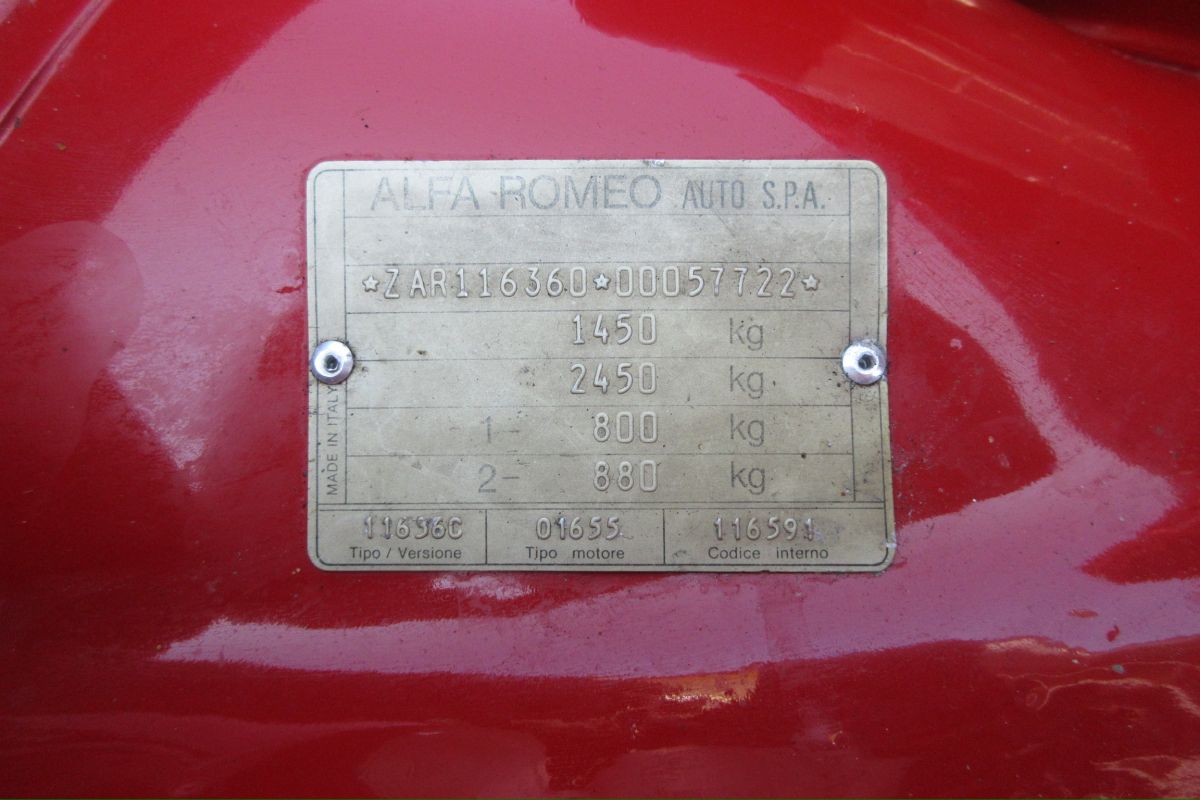 ALFA ROMEO AUTO S.P.A.
*ZAR116360*00057722*
1450 kg
2450 kg
1- 800 kg
2- 880 kg
MADE IN ITALY
11636C 01655 116591
Tipo / Versione Tipo motore Codice interno